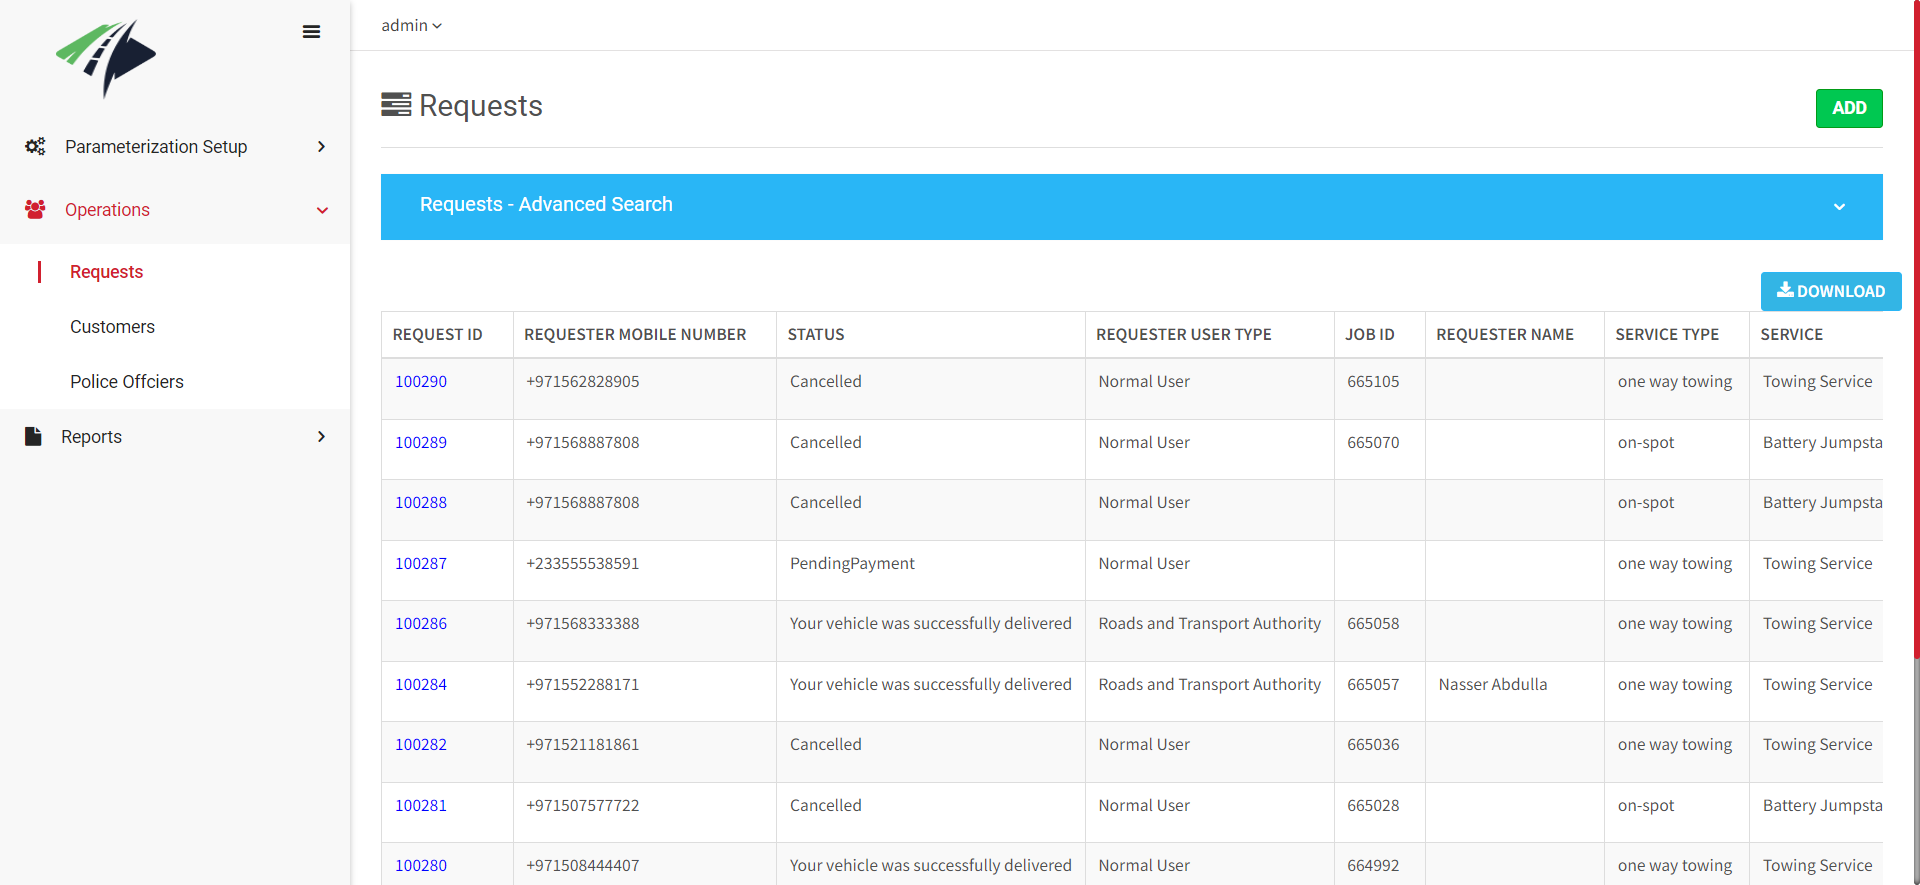 admin
Requests
ADD
Parameterization Setup
Operations
Requests
Customers
Police Offciers
Reports
Requests - Advanced Search
DOWNLOAD
REQUEST ID REQUESTER MOBILE NUMBER STATUS REQUESTER USER TYPE JOB ID REQUESTER NAME SERVICE TYPE SERVICE
100290 +971562828905 Cancelled Normal User 665105 one way towing Towing Service
100289 +971568887808 Cancelled Normal User 665070 on-spot Battery Jumpsta
100288 +971568887808 Cancelled Normal User on-spot Battery Jumpsta
100287 +233555538591 PendingPayment Normal User one way towing Towing Service
100286 +971568333388 Your vehicle was successfully delivered Roads and Transport Authority 665058 one way towing Towing Service
100284 +971552288171 Your vehicle was successfully delivered Roads and Transport Authority 665057 Nasser Abdulla one way towing Towing Service
100282 +971521181861 Cancelled Normal User 665036 one way towing Towing Service
100281 +971507577722 Cancelled Normal User 665028 on-spot Battery Jumpsta
100280 +971508444407 Your vehicle was successfully delivered Normal User 664992 one way towing Towing Service